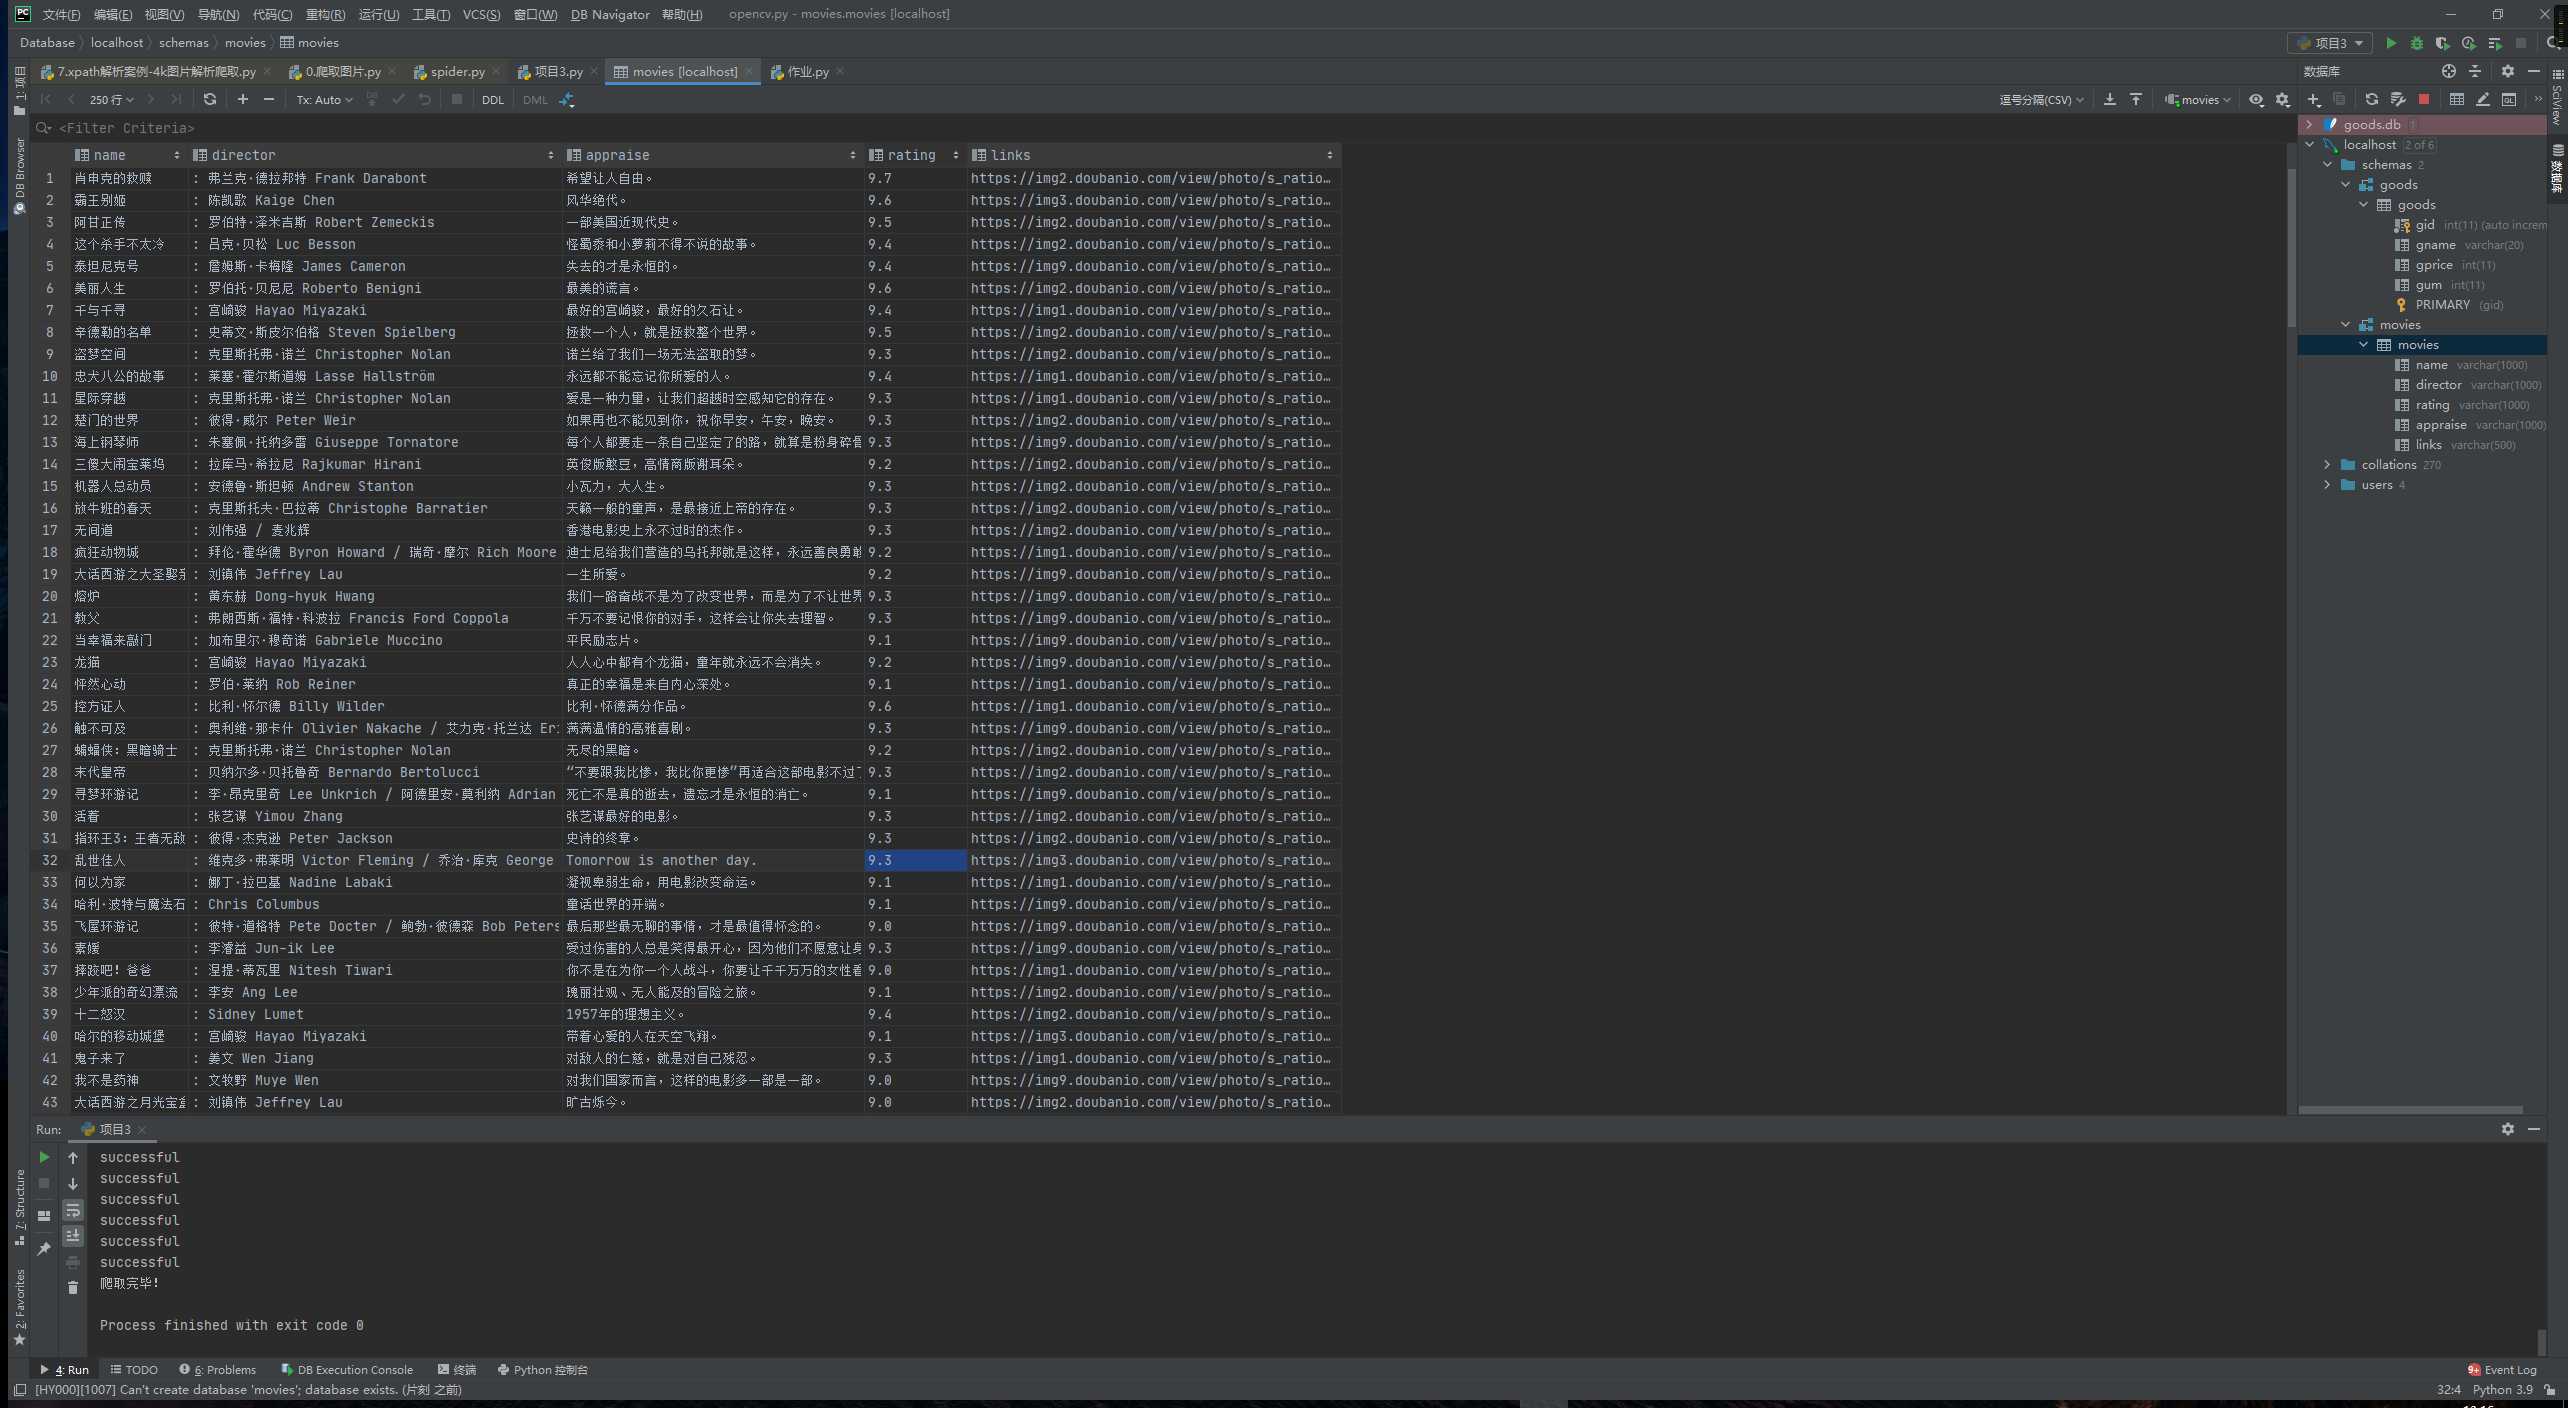 文件(F) 编辑(E) 视图(V) 导航(N) 代码(C) 重构(R) 运行(U) 工具(T) VCS(S) 窗口(W) DB Navigator 帮助(H) opencv.py - movies.movies [localhost]
Database localhost schemas movies movies 项目3
7.xpath解析案例-4k图片解析爬取.py 0.爬取图片.py spider.py 项目3.py movies [localhost] 作业.py 数据库
250 行 Tx: Auto DDL DML 逗号分隔(CSV) movies
<Filter Criteria>
name director appraise rating links
1 肖申克的救赎 : 弗兰克·德拉邦特 Frank Darabont 希望让人自由。 9.7 https://img2.doubanio.com/view/photo/s_ratio…
2 霸王别姬 : 陈凯歌 Kaige Chen 风华绝代。 9.6 https://img3.doubanio.com/view/photo/s_ratio…
3 阿甘正传 : 罗伯特·泽米吉斯 Robert Zemeckis 一部美国近现代史。 9.5 https://img2.doubanio.com/view/photo/s_ratio…
4 这个杀手不太冷 : 吕克·贝松 Luc Besson 怪蜀黍和小萝莉不得不说的故事。 9.4 https://img2.doubanio.com/view/photo/s_ratio…
5 泰坦尼克号 : 詹姆斯·卡梅隆 James Cameron 失去的才是永恒的。 9.4 https://img9.doubanio.com/view/photo/s_ratio…
6 美丽人生 : 罗伯托·贝尼尼 Roberto Benigni 最美的谎言。 9.6 https://img2.doubanio.com/view/photo/s_ratio…
7 千与千寻 : 宫崎骏 Hayao Miyazaki 最好的宫崎骏，最好的久石让。 9.4 https://img1.doubanio.com/view/photo/s_ratio…
8 辛德勒的名单 : 史蒂文·斯皮尔伯格 Steven Spielberg 拯救一个人，就是拯救整个世界。 9.5 https://img2.doubanio.com/view/photo/s_ratio…
9 盗梦空间 : 克里斯托弗·诺兰 Christopher Nolan 诺兰给了我们一场无法盗取的梦。 9.3 https://img2.doubanio.com/view/photo/s_ratio…
10 忠犬八公的故事 : 莱塞·霍尔斯道姆 Lasse Hallström 永远都不能忘记你所爱的人。 9.4 https://img1.doubanio.com/view/photo/s_ratio…
11 星际穿越 : 克里斯托弗·诺兰 Christopher Nolan 爱是一种力量，让我们超越时空感知它的存在。 9.3 https://img1.doubanio.com/view/photo/s_ratio…
12 楚门的世界 : 彼得·威尔 Peter Weir 如果再也不能见到你，祝你早安，午安，晚安。 9.3 https://img2.doubanio.com/view/photo/s_ratio…
13 海上钢琴师 : 朱塞佩·托纳多雷 Giuseppe Tornatore 每个人都要走一条自己坚定了的路，就算是粉身碎骨 9.3 https://img9.doubanio.com/view/photo/s_ratio…
14 三傻大闹宝莱坞 : 拉库马·希拉尼 Rajkumar Hirani 英俊版憨豆，高情商版谢耳朵。 9.2 https://img2.doubanio.com/view/photo/s_ratio…
15 机器人总动员 : 安德鲁·斯坦顿 Andrew Stanton 小瓦力，大人生。 9.3 https://img2.doubanio.com/view/photo/s_ratio…
16 放牛班的春天 : 克里斯托夫·巴拉蒂 Christophe Barratier 天籁一般的童声，是最接近上帝的存在。 9.3 https://img2.doubanio.com/view/photo/s_ratio…
17 无间道 : 刘伟强 / 麦兆辉 香港电影史上永不过时的杰作。 9.3 https://img2.doubanio.com/view/photo/s_ratio…
18 疯狂动物城 : 拜伦·霍华德 Byron Howard / 瑞奇·摩尔 Rich Moore 迪士尼给我们营造的乌托邦就是这样，永远善良勇敢 9.2 https://img1.doubanio.com/view/photo/s_ratio…
19 大话西游之大圣娶亲 : 刘镇伟 Jeffrey Lau 一生所爱。 9.2 https://img9.doubanio.com/view/photo/s_ratio…
20 熔炉 : 黄东赫 Dong-hyuk Hwang 我们一路奋战不是为了改变世界，而是为了不让世界 9.3 https://img9.doubanio.com/view/photo/s_ratio…
21 教父 : 弗朗西斯·福特·科波拉 Francis Ford Coppola 千万不要记恨你的对手，这样会让你失去理智。 9.3 https://img9.doubanio.com/view/photo/s_ratio…
22 当幸福来敲门 : 加布里尔·穆奇诺 Gabriele Muccino 平民励志片。 9.1 https://img9.doubanio.com/view/photo/s_ratio…
23 龙猫 : 宫崎骏 Hayao Miyazaki 人人心中都有个龙猫，童年就永远不会消失。 9.2 https://img9.doubanio.com/view/photo/s_ratio…
24 怦然心动 : 罗伯·莱纳 Rob Reiner 真正的幸福是来自内心深处。 9.1 https://img1.doubanio.com/view/photo/s_ratio…
25 控方证人 : 比利·怀尔德 Billy Wilder 比利·怀德满分作品。 9.6 https://img1.doubanio.com/view/photo/s_ratio…
26 触不可及 : 奥利维·那卡什 Olivier Nakache / 艾力克·托兰达 Eri 满满温情的高雅喜剧。 9.3 https://img9.doubanio.com/view/photo/s_ratio…
27 蝙蝠侠：黑暗骑士 : 克里斯托弗·诺兰 Christopher Nolan 无尽的黑暗。 9.2 https://img2.doubanio.com/view/photo/s_ratio…
28 末代皇帝 : 贝纳尔多·贝托鲁奇 Bernardo Bertolucci “不要跟我比惨，我比你更惨”再适合这部电影不过了 9.3 https://img2.doubanio.com/view/photo/s_ratio…
29 寻梦环游记 : 李·昂克里奇 Lee Unkrich / 阿德里安·莫利纳 Adrian 死亡不是真的逝去，遗忘才是永恒的消亡。 9.1 https://img9.doubanio.com/view/photo/s_ratio…
30 活着 : 张艺谋 Yimou Zhang 张艺谋最好的电影。 9.3 https://img9.doubanio.com/view/photo/s_ratio…
31 指环王3：王者无敌 : 彼得·杰克逊 Peter Jackson 史诗的终章。 9.3 https://img2.doubanio.com/view/photo/s_ratio…
32 乱世佳人 : 维克多·弗莱明 Victor Fleming / 乔治·库克 George Tomorrow is another day. 9.3 https://img3.doubanio.com/view/photo/s_ratio…
33 何以为家 : 娜丁·拉巴基 Nadine Labaki 凝视卑弱生命，用电影改变命运。 9.1 https://img1.doubanio.com/view/photo/s_ratio…
34 哈利·波特与魔法石 : Chris Columbus 童话世界的开端。 9.1 https://img9.doubanio.com/view/photo/s_ratio…
35 飞屋环游记 : 彼特·道格特 Pete Docter / 鲍勃·彼德森 Bob Peters 最后那些最无聊的事情，才是最值得怀念的。 9.0 https://img9.doubanio.com/view/photo/s_ratio…
36 素媛 : 李濬益 Jun-ik Lee 受过伤害的人总是笑得最开心，因为他们不愿意让身 9.3 https://img9.doubanio.com/view/photo/s_ratio…
37 摔跤吧！爸爸 : 涅提·蒂瓦里 Nitesh Tiwari 你不是在为你一个人战斗，你要让千千万万的女性看 9.0 https://img1.doubanio.com/view/photo/s_ratio…
38 少年派的奇幻漂流 : 李安 Ang Lee 瑰丽壮观、无人能及的冒险之旅。 9.1 https://img2.doubanio.com/view/photo/s_ratio…
39 十二怒汉 : Sidney Lumet 1957年的理想主义。 9.4 https://img2.doubanio.com/view/photo/s_ratio…
40 哈尔的移动城堡 : 宫崎骏 Hayao Miyazaki 带着心爱的人在天空飞翔。 9.1 https://img3.doubanio.com/view/photo/s_ratio…
41 鬼子来了 : 姜文 Wen Jiang 对敌人的仁慈，就是对自己残忍。 9.3 https://img1.doubanio.com/view/photo/s_ratio…
42 我不是药神 : 文牧野 Muye Wen 对我们国家而言，这样的电影多一部是一部。 9.0 https://img9.doubanio.com/view/photo/s_ratio…
43 大话西游之月光宝盒 : 刘镇伟 Jeffrey Lau 旷古烁今。 9.0 https://img2.doubanio.com/view/photo/s_ratio…
goods.db 1
localhost 2 of 6
schemas 2
goods
goods
gid int(11) (auto increm
gname varchar(20)
gprice int(11)
gum int(11)
PRIMARY (gid)
movies
movies
name varchar(1000)
director varchar(1000)
rating varchar(1000)
appraise varchar(1000)
links varchar(500)
collations 270
users 4
1: 项目
DB Browser
7: Structure
2: Favorites
SciView
数据库
Run: 项目3
successful
successful
successful
successful
successful
successful
爬取完毕!
Process finished with exit code 0
4: Run TODO 6: Problems DB Execution Console 终端 Python 控制台 9+ Event Log
[HY000][1007] Can't create database 'movies'; database exists. (片刻 之前) 32:4 Python 3.9